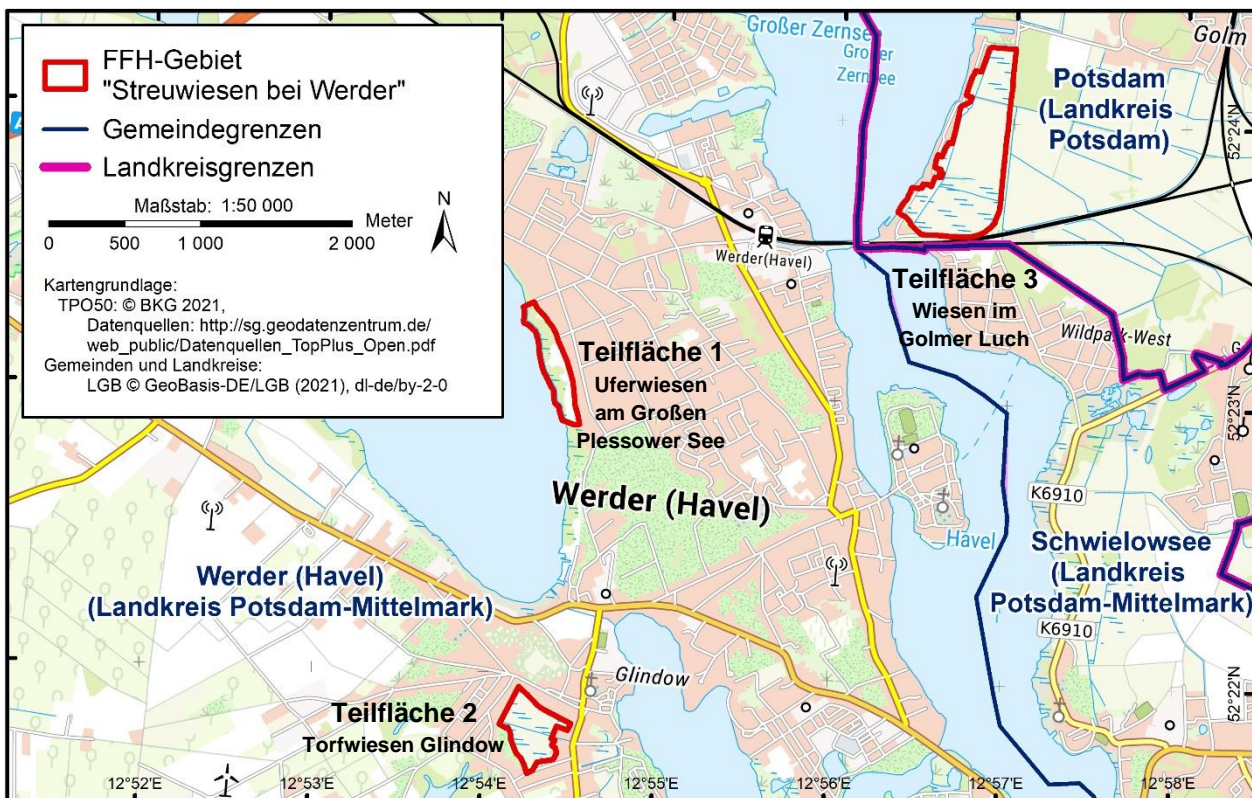 FFH-Gebiet
"Streuwiesen bei Werder"
Gemeindegrenzen
Landkreisgrenzen
Maßstab: 1:50 000
Meter
0 500 1 000 2 000
N
Kartengrundlage:
TPO50: © BKG 2021,
Datenquellen: http://sg.geodatenzentrum.de/
web_public/Datenquellen_TopPlus_Open.pdf
Gemeinden und Landkreise:
LGB © GeoBasis-DE/LGB (2021), dl-de/by-2-0
Großer Zernsee
Großer
Zernsee
Golm
Potsdam
(Landkreis
Potsdam)
52°24'N
Werder(Havel)
Teilfläche 3
Wiesen im
Golmer Luch
Wildpark-West
G
Teilfläche 1
Uferwiesen
am Großen
Plessower See
52°23'N
Werder (Havel)
K6910
Havel
Werder (Havel)
(Landkreis Potsdam-Mittelmark)
Schwielowsee
(Landkreis
Potsdam-Mittelmark)
K6910
Glindow
52°22'N
Teilfläche 2
Torfwiesen Glindow
12°52'E 12°53'E 12°54'E 12°55'E 12°56'E 12°57'E 12°58'E